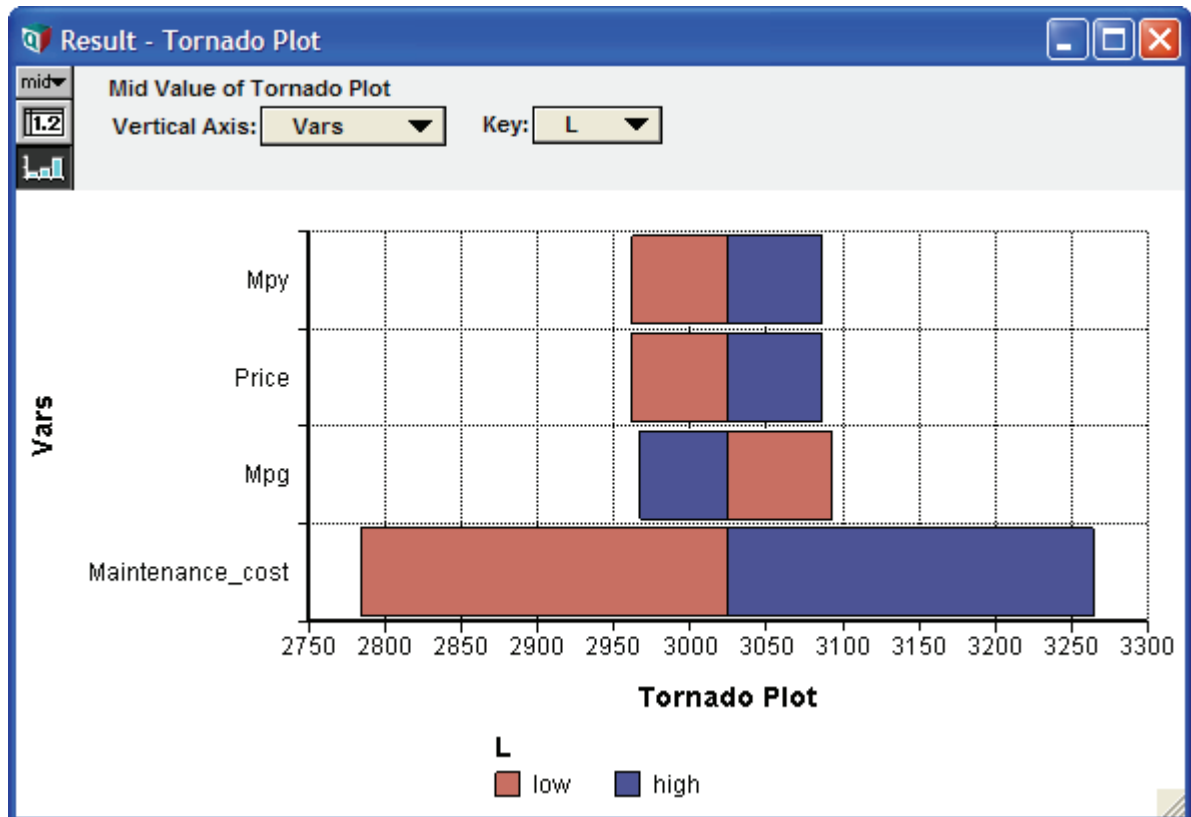 Result - Tornado Plot
mid
Mid Value of Tornado Plot
1.2
Vertical Axis: Vars Key: L
Mpy
Price
Mpg
Maintenance_cost
Vars
2750 2800 2850 2900 2950 3000 3050 3100 3150 3200 3250 3300
Tornado Plot
L
low high